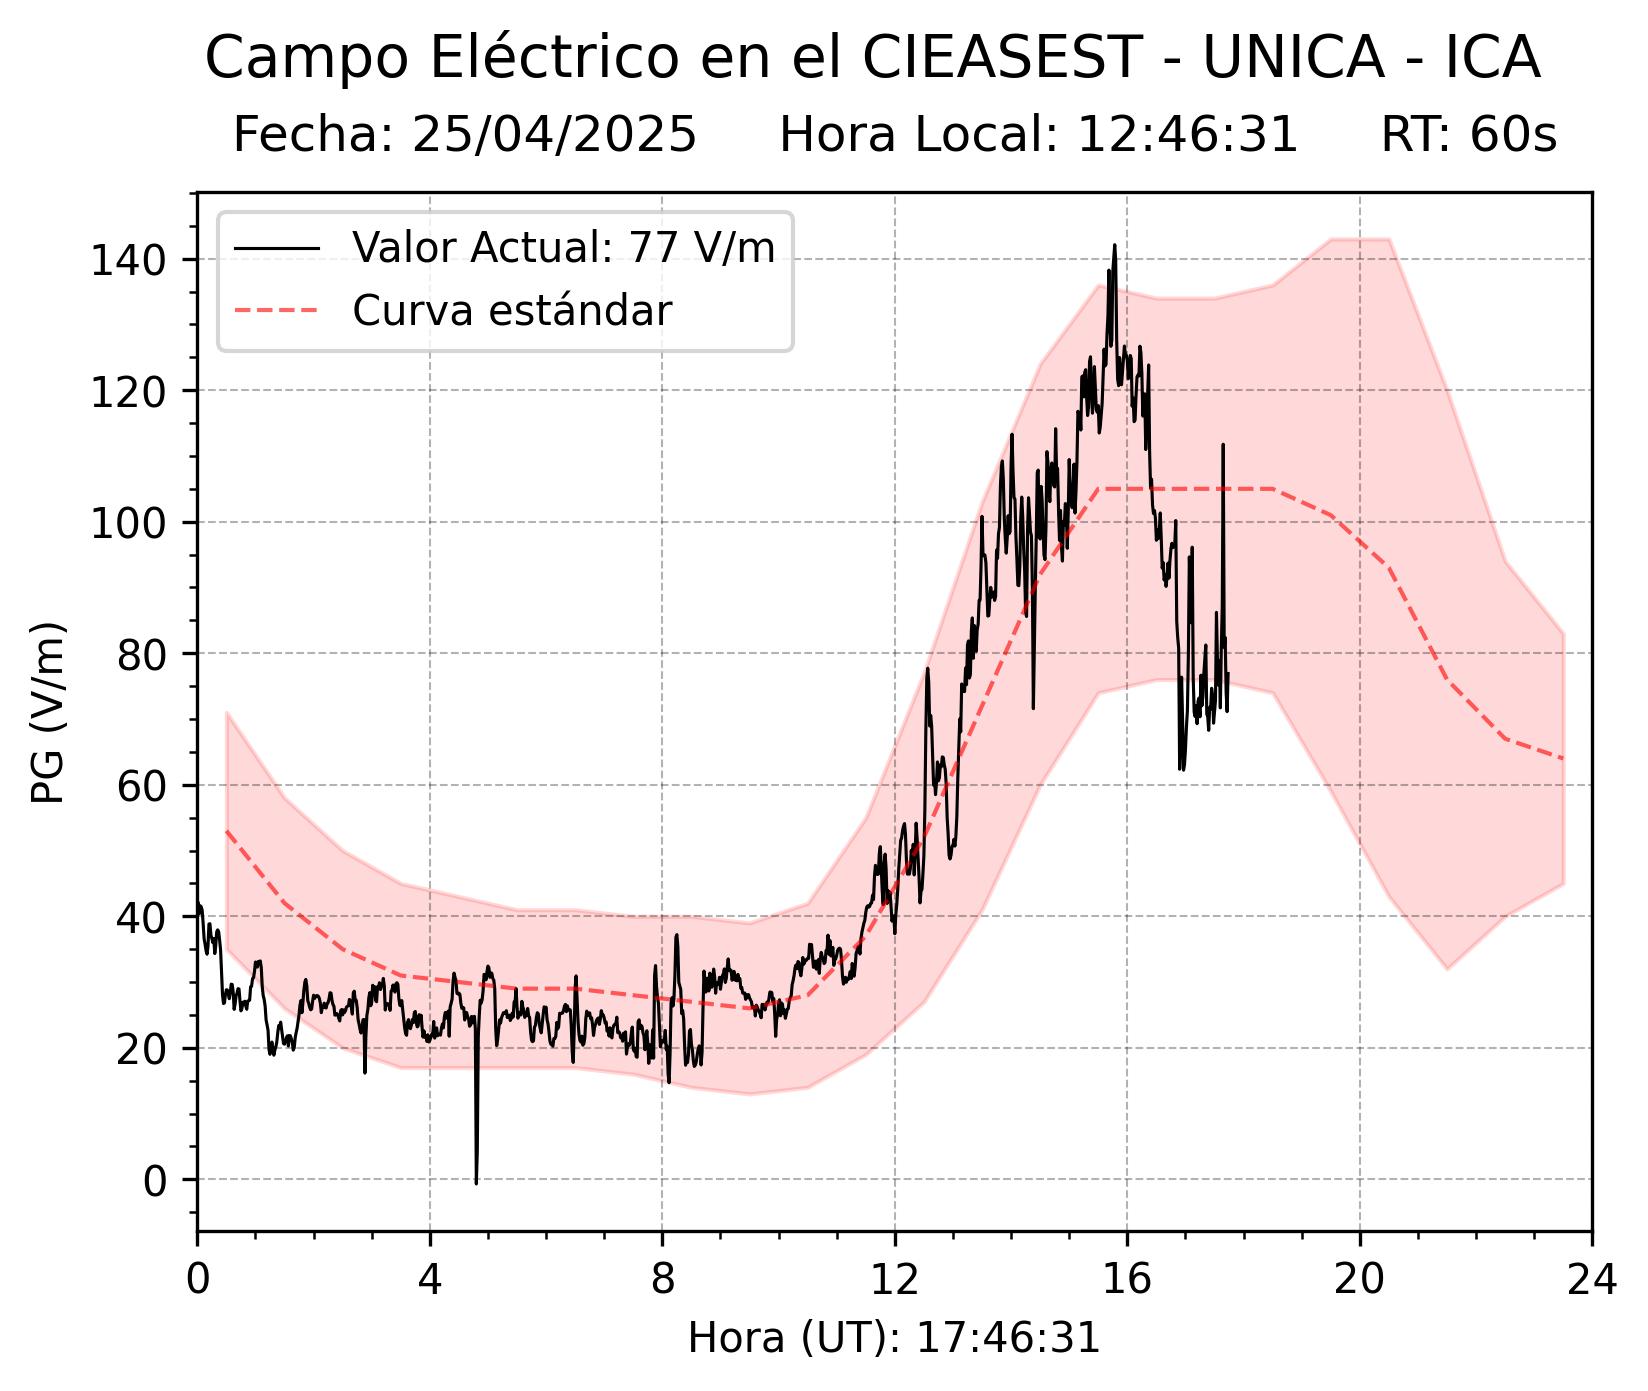 Campo Eléctrico en el CIEASEST - UNICA - ICA
Fecha: 25/04/2025 Hora Local: 12:46:31 RT: 60s
Valor Actual: 77 V/m
Curva estándar
PG (V/m)
140
120
100
80
60
40
20
0
0 4 8 12 16 20 24
Hora (UT): 17:46:31